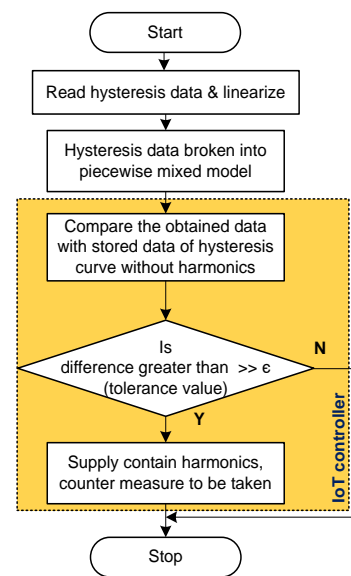 Start
Read hysteresis data & linearize
Hysteresis data broken into
piecewise mixed model
Compare the obtained data
with stored data of hysteresis
curve without harmonics
Is
difference greater than >> ϵ
(tolerance value)
N
Y
Supply contain harmonics,
counter measure to be taken
IoT controller
Stop